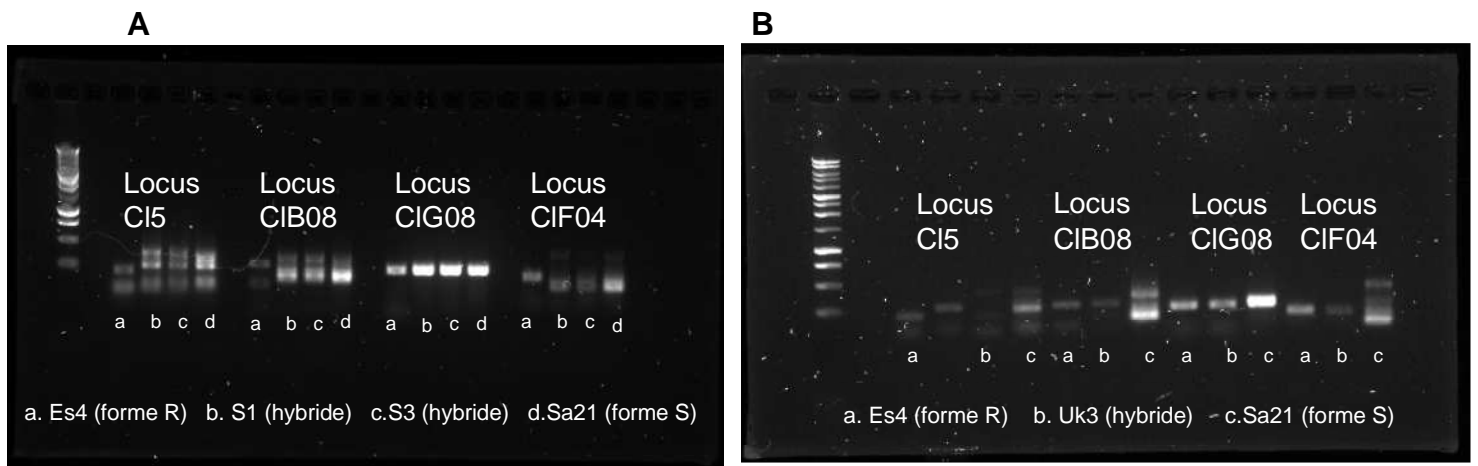 A
Locus
Cl5
Locus
ClB08
Locus
ClG08
Locus
ClF04
a b c d a b c d a b c d a b c d
a. Es4 (forme R) b. S1 (hybride) c.S3 (hybride) d.Sa21 (forme S)
B
Locus
Cl5
Locus
ClB08
Locus
ClG08
Locus
ClF04
a b c a b c a b c a b c
a. Es4 (forme R) b. Uk3 (hybride) c.Sa21 (forme S)